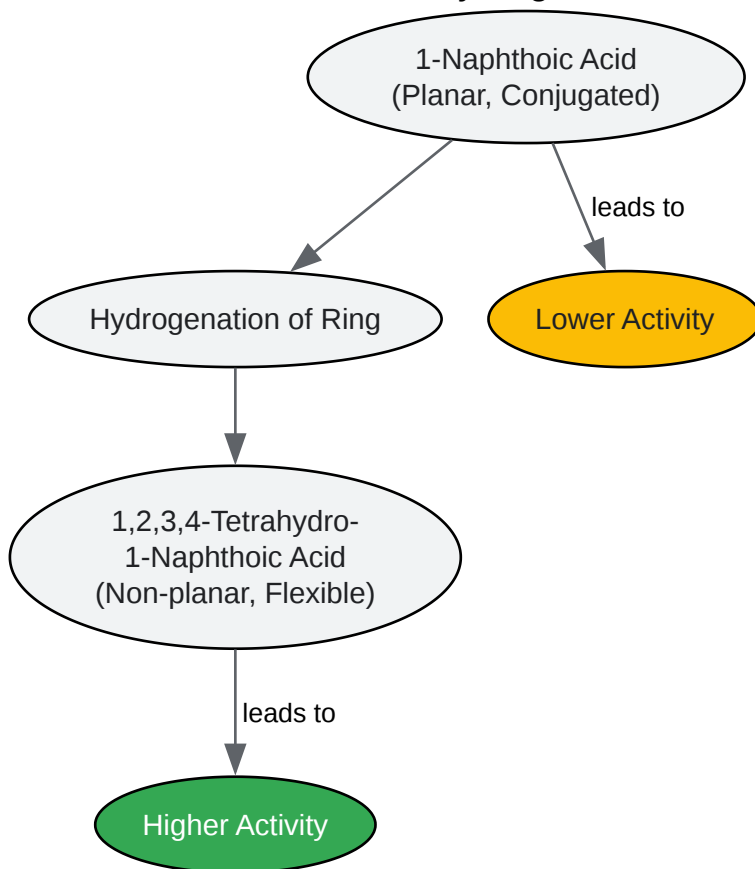 1-Naphthoic Acid
(Planar, Conjugated)
leads to
Hydrogenation of Ring
Lower Activity
1,2,3,4-Tetrahydro-
1-Naphthoic Acid
(Non-planar, Flexible)
leads to
Higher Activity